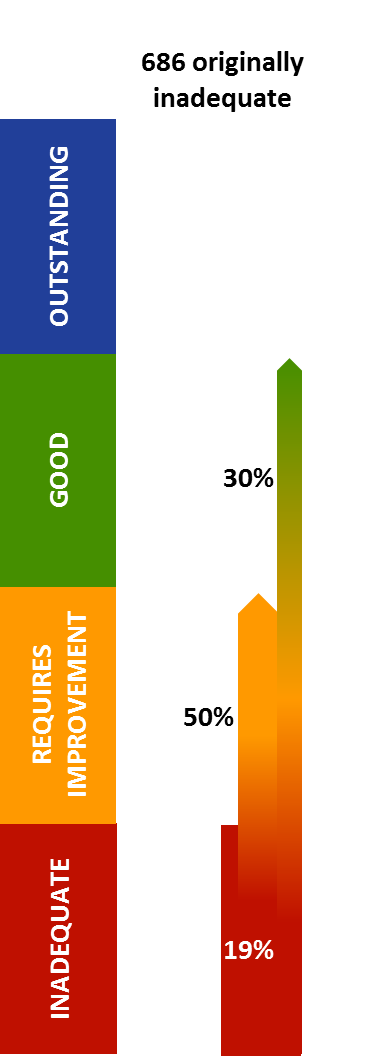 686 originally
inadequate
OUTSTANDING
GOOD
30%
REQUIRES
IMPROVEMENT
50%
INADEQUATE
19%